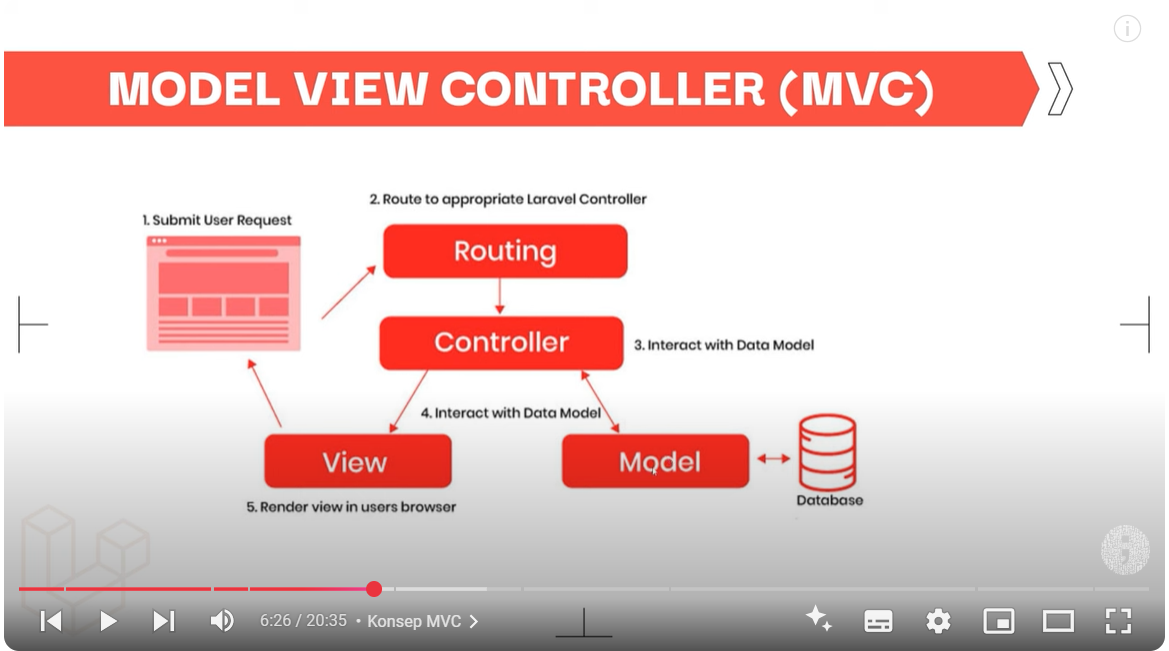 MODEL VIEW CONTROLLER (MVC)
2. Route to appropriate Laravel Controller
1. Submit User Request
Routing
Controller
3. Interact with Data Model
4. Interact with Data Model
View
Model
Database
5. Render view in users browser
6:26 / 20:35 • Konsep MVC